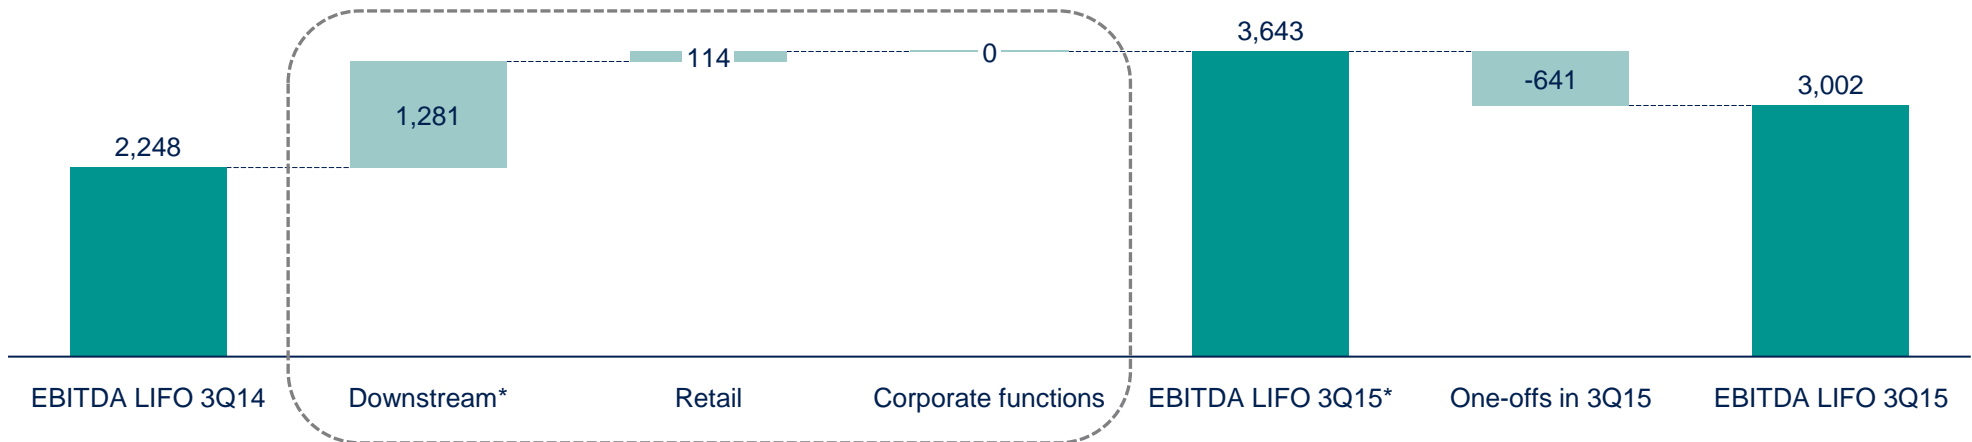 2,248
1,281
114
0
3,643
-641
3,002
EBITDA LIFO 3Q14
Downstream*
Retail
Corporate functions
EBITDA LIFO 3Q15*
One-offs in 3Q15
EBITDA LIFO 3Q15